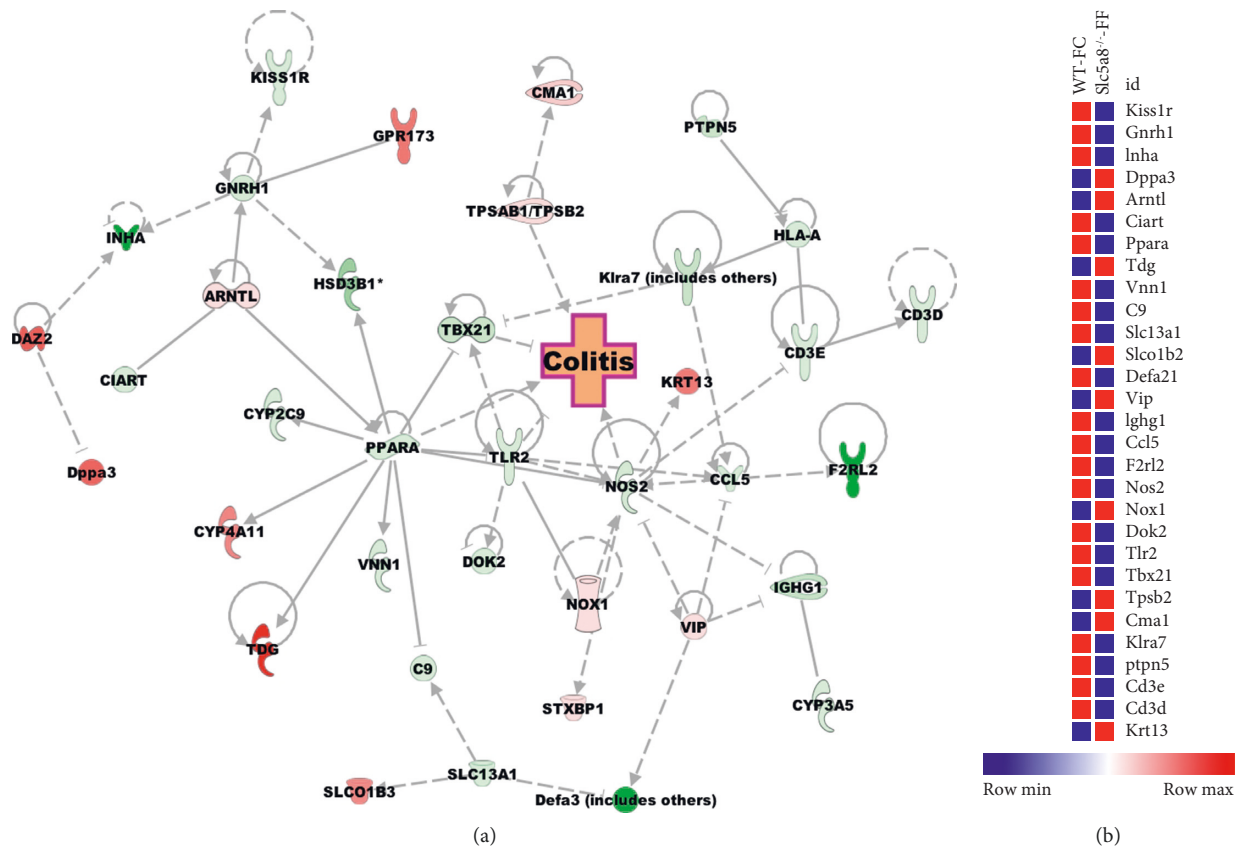 KISS1R
CMA1
GPR173
PTPN5
GNRH1
TPSAB1/TPSB2
INHA
HLA-A
Klra7 (includes others)
HSD3B1*
ARNTL
CD3D
DAZ2
TBX21
CD3E
Colitis
CIART
KRT13
CYP2C9
PPARA
TLR2
F2RL2
Dppa3
NOS2
CCL5
CYP4A11
VNN1
DOK2
IGHG1
NOX1
VIP
TDG
C9
STXBP1
CYP3A5
SLC13A1
SLCO1B3
Defa3 (includes others)
(a)
WT-FC
Slc5a8-/--FF
id
Kiss1r
Gnrh1
lnha
Dppa3
Arntl
Ciart
Ppara
Tdg
Vnn1
C9
Slc13a1
Slco1b2
Defa21
Vip
lghg1
Ccl5
F2rl2
Nos2
Nox1
Dok2
Tlr2
Tbx21
Tpsb2
Cma1
Klra7
ptpn5
Cd3e
Cd3d
Krt13
Row min Row max
(b)